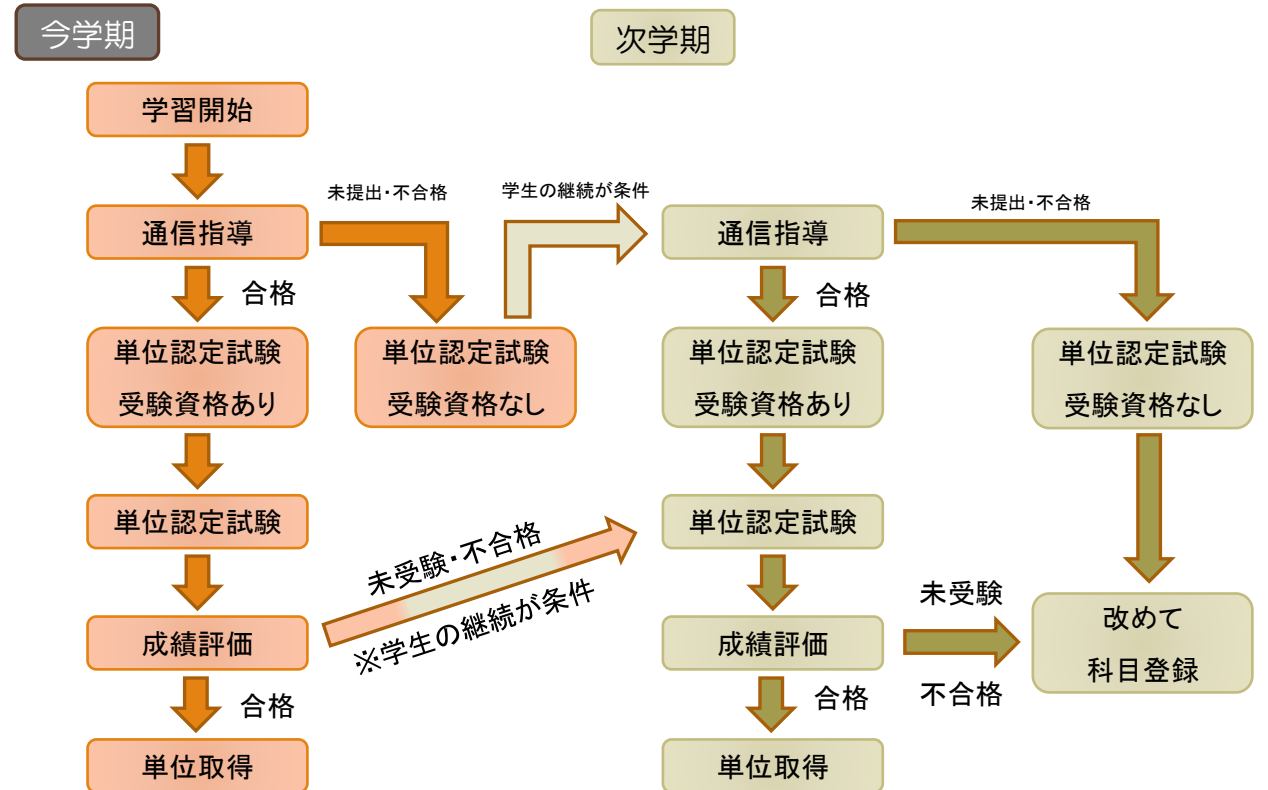 今学期
次学期
学習開始
未提出・不合格
学生の継続が条件
未提出・不合格
通信指導
通信指導
合格
合格
単位認定試験
受験資格あり
単位認定試験
受験資格なし
単位認定試験
受験資格あり
単位認定試験
受験資格なし
単位認定試験
未受験・不合格
※学生の継続が条件
単位認定試験
成績評価
成績評価
未受験
不合格
改めて
科目登録
合格
合格
単位取得
単位取得